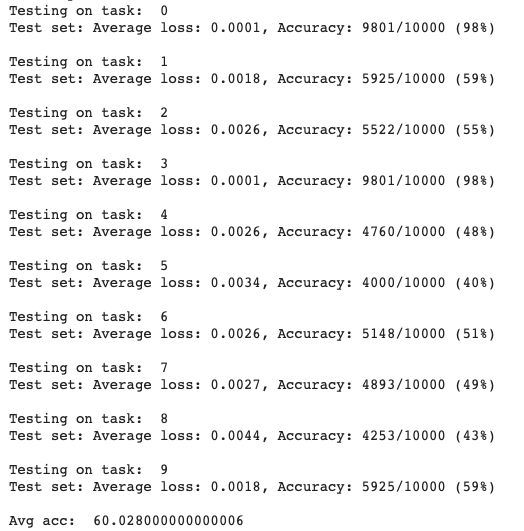 Testing on task:  0
Test set: Average loss: 0.0001, Accuracy: 9801/10000 (98%)
Testing on task:  1
Test set: Average loss: 0.0018, Accuracy: 5925/10000 (59%)
Testing on task:  2
Test set: Average loss: 0.0026, Accuracy: 5522/10000 (55%)
Testing on task:  3
Test set: Average loss: 0.0001, Accuracy: 9801/10000 (98%)
Testing on task:  4
Test set: Average loss: 0.0026, Accuracy: 4760/10000 (48%)
Testing on task:  5
Test set: Average loss: 0.0034, Accuracy: 4000/10000 (40%)
Testing on task:  6
Test set: Average loss: 0.0026, Accuracy: 5148/10000 (51%)
Testing on task:  7
Test set: Average loss: 0.0027, Accuracy: 4893/10000 (49%)
Testing on task:  8
Test set: Average loss: 0.0044, Accuracy: 4253/10000 (43%)
Testing on task:  9
Test set: Average loss: 0.0018, Accuracy: 5925/10000 (59%)
Avg acc:  60.028000000000006